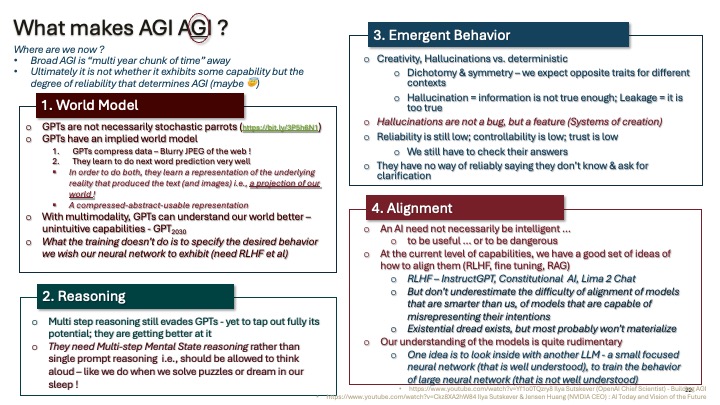 What makes AGI AGI ?
Where are we now ?
• Broad AGI is “multi year chunk of time” away
• Ultimately it is not whether it exhibits some capability but the
degree of reliability that determines AGI (maybe 😇)
1. World Model
o GPTs are not necessarily stochastic parrots (https://bit.ly/3P5h6N1)
o GPTs have an implied world model
1. GPTs compress data – Blurry JPEG of the web !
2. They learn to do next word prediction very well
▪ In order to do both, they learn a representation of the underlying
reality that produced the text (and images) i.e., a projection of our
world !
▪ A compressed-abstract-usable representation
o With multimodality, GPTs can understand our world better –
unintuitive capabilities - GPT2030
o What the training doesn’t do is to specify the desired behavior
we wish our neural network to exhibit (need RLHF et al)
2. Reasoning
o Multi step reasoning still evades GPTs - yet to tap out fully its
potential; they are getting better at it
o They need Multi-step Mental State reasoning rather than
single prompt reasoning i.e., should be allowed to think
aloud – like we do when we solve puzzles or dream in our
sleep !
3. Emergent Behavior
o Creativity, Hallucinations vs. deterministic
o Dichotomy & symmetry – we expect opposite traits for different
contexts
o Hallucination = information is not true enough; Leakage = it is
too true
o Hallucinations are not a bug, but a feature (Systems of creation)
o Reliability is still low; controllability is low; trust is low
o We still have to check their answers
o They have no way of reliably saying they don’t know & ask for
clarification
4. Alignment
o An AI need not necessarily be intelligent …
o to be useful … or to be dangerous
o At the current level of capabilities, we have a good set of ideas of
how to align them (RLHF, fine tuning, RAG)
o RLHF – InstructGPT, Constitutional AI, Lima 2 Chat
o But don’t underestimate the difficulty of alignment of models
that are smarter than us, of models that are capable of
misrepresenting their intentions
o Existential dread exists, but most probably won’t materialize
o Our understanding of the models is quite rudimentary
o One idea is to look inside with another LLM - a small focused
neural network (that is well understood), to train the behavior
of large neural network (that is not well understood)
Ilya Sutskever (OpenAI Chief Scientist) - Building AGI
Ilya Sutskever & Jensen Huang (NVIDIA CEO) : AI Today and Vision of the Future